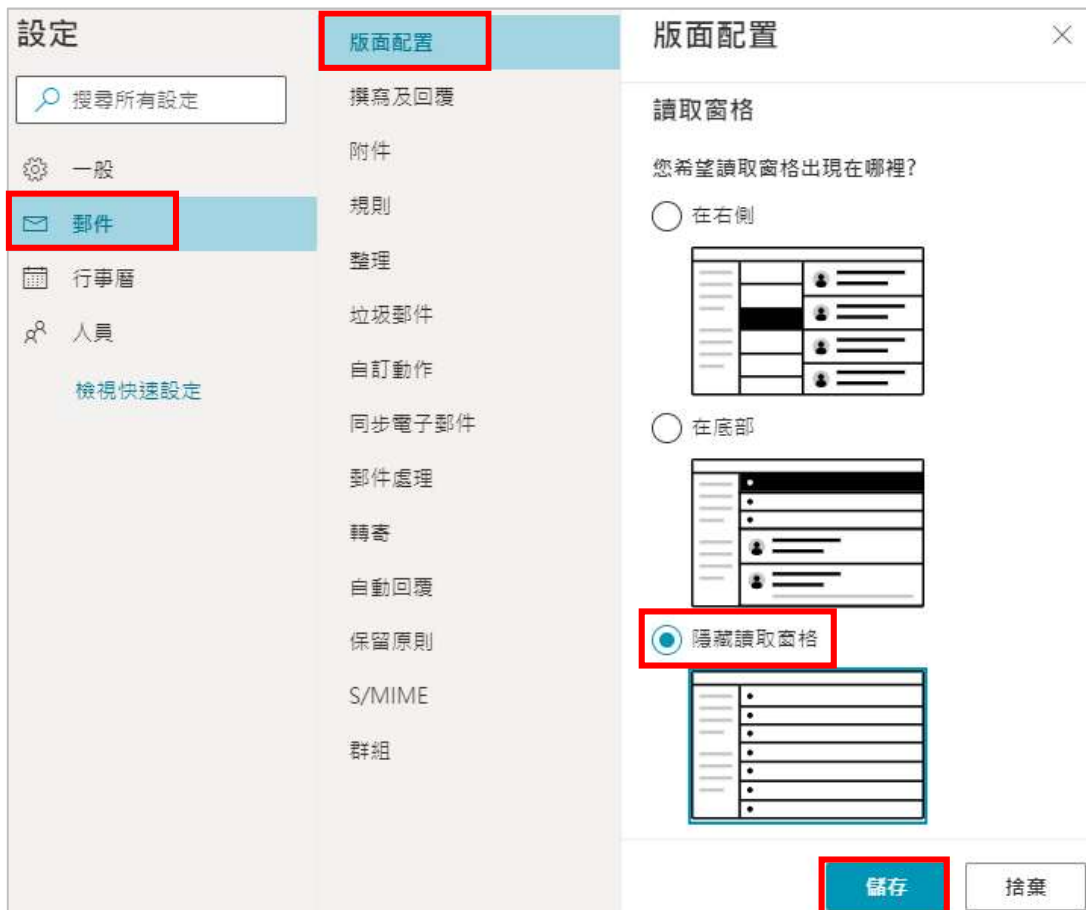 設定
搜尋所有設定
一般
郵件
行事曆
人員
檢視快速設定
版面配置
撰寫及回覆
附件
規則
整理
垃圾郵件
自訂動作
同步電子郵件
郵件處理
轉寄
自動回覆
保留原則
S/MIME
群組
版面配置
讀取窗格
您希望讀取窗格出現在哪裡?
在右側
在底部
隱藏讀取窗格
儲存
捨棄